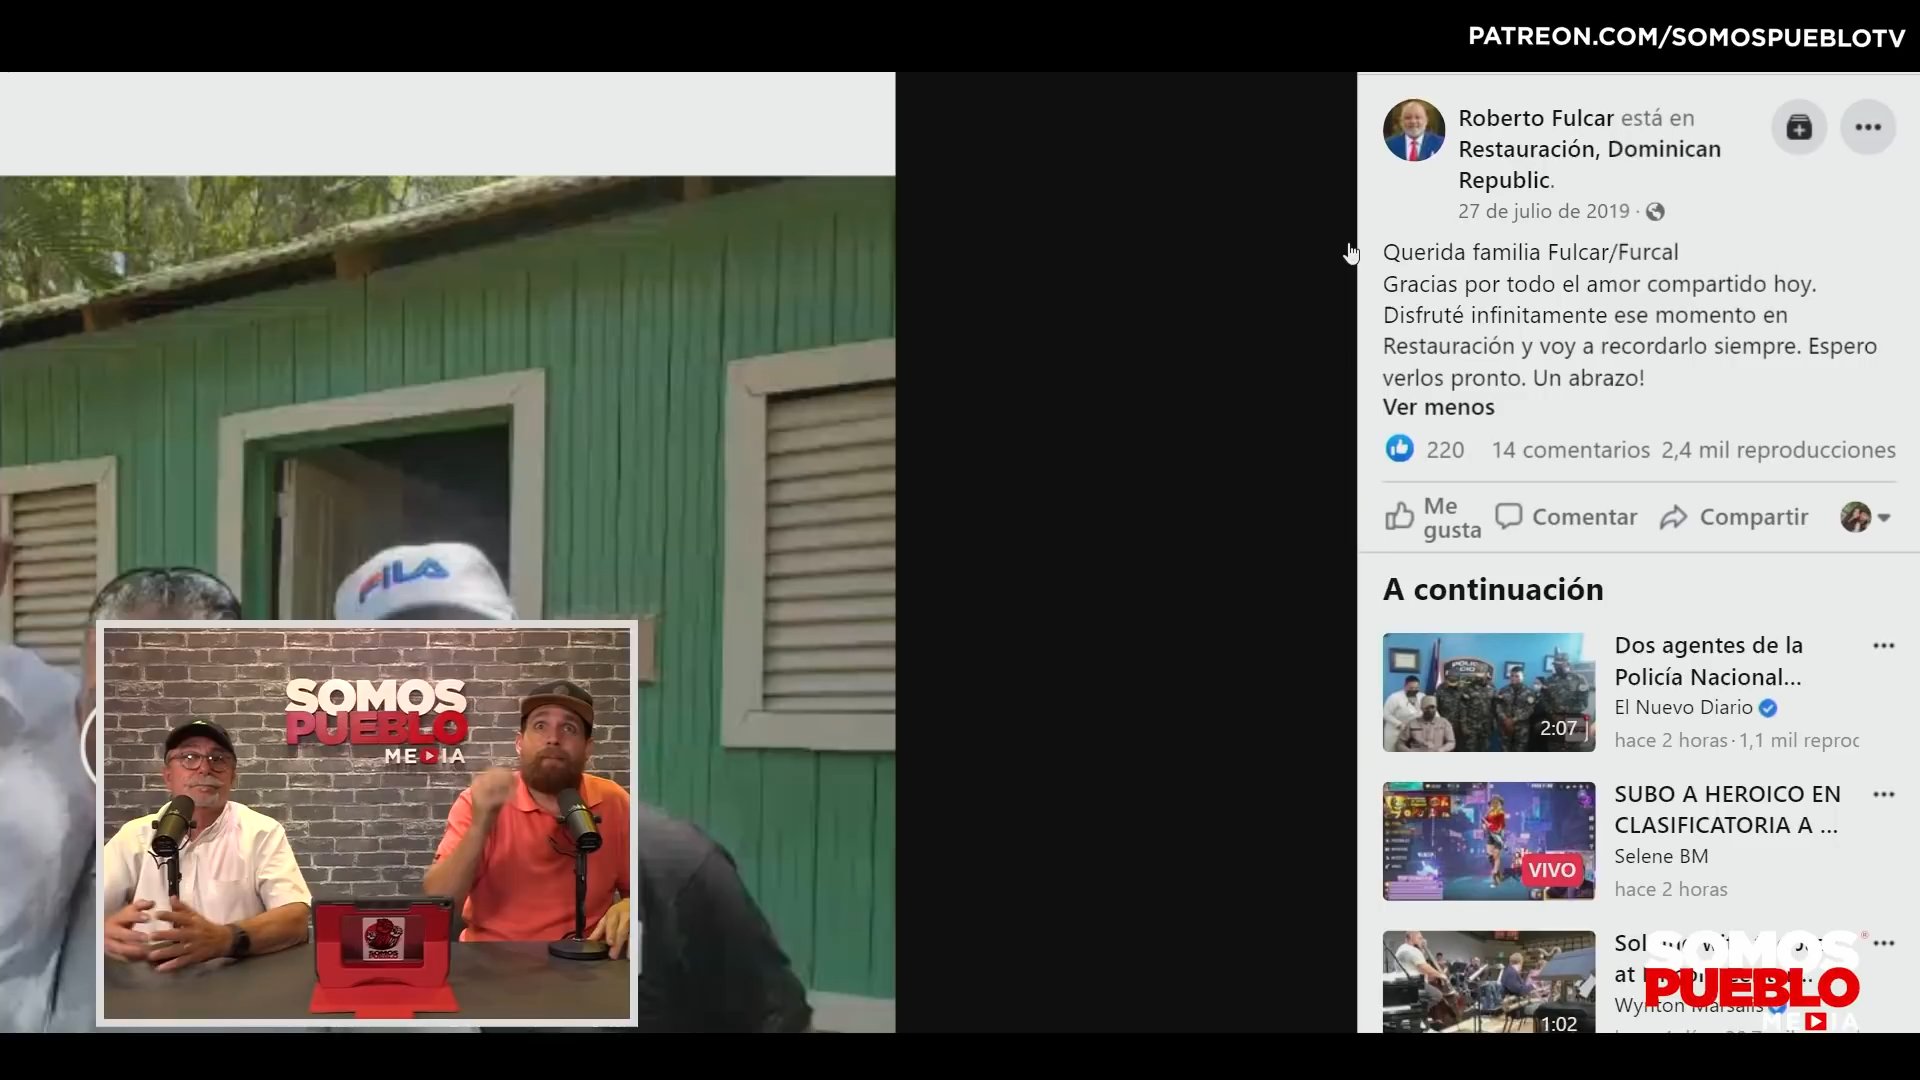 PATREON.COM/SOMOSPUEBLOTV
Roberto Fulcar está en
Restauración, Dominican
Republic.
27 de julio de 2019 ·
Querida familia Fulcar/Furcal
Gracias por todo el amor compartido hoy.
Disfruté infinitamente ese momento en
Restauración y voy a recordarlo siempre. Espero
verlos pronto. Un abrazo!
Ver menos
220 14 comentarios 2,4 mil reproducciones
Me gusta
Comentar
Compartir
A continuación
Dos agentes de la
Policía Nacional...
El Nuevo Diario
hace 2 horas · 1,1 mil
2:07
SUBO A HEROICO EN
CLASIFICATORIA A ...
Selene BM
hace 2 horas
VIVO
at
Wynton Marsalis
1:02
FILA
SOMOS
PUEBLO
MEDIA
SOMOS
PUEBLO
MEDIA